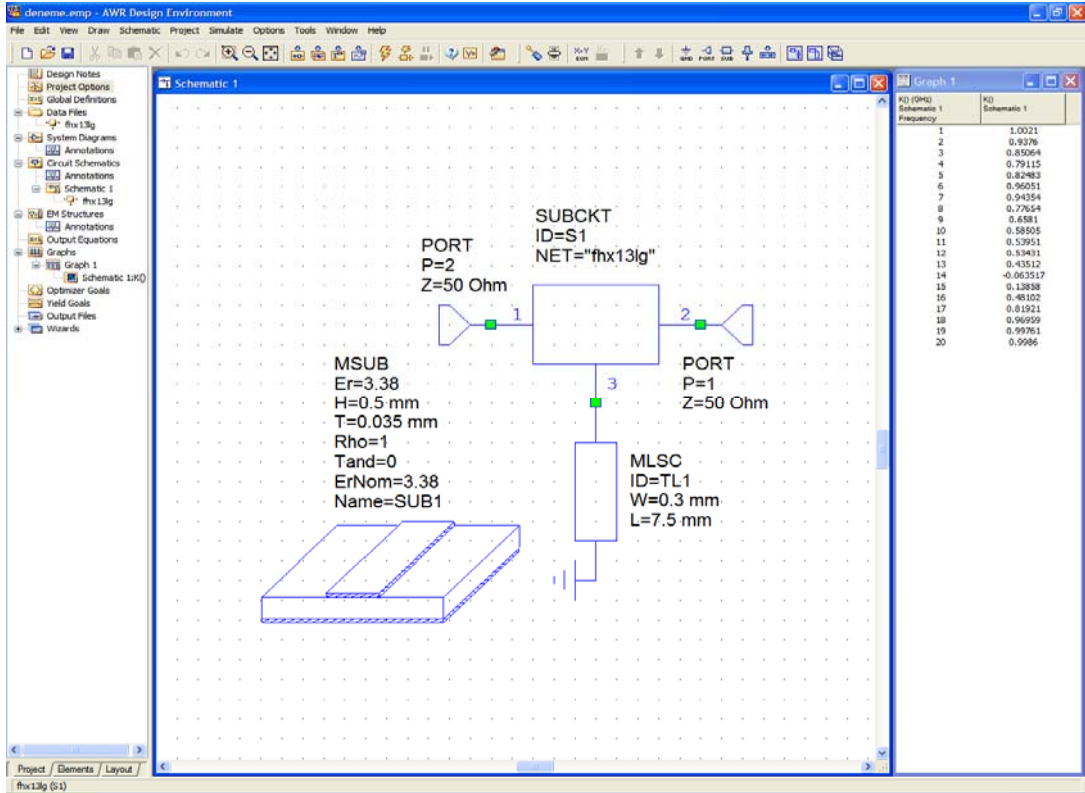 deneme.emp - AWR Design Environment
File Edit View Draw Schematic Project Simulate Options Tools Window Help
Design Notes
Project Options
Global Definitions
Data Files
fhx13lg
System Diagrams
Annotations
Circuit Schematics
Annotations
Schematic 1
fhx13lg
EM Structures
Annotations
Output Equations
Graphs
Graph 1
Schematic 1:K()
Optimizer Goals
Yield Goals
Output Files
Wizards
Project Elements Layout
fhx13lg (S1)
Schematic 1
SUBCKT
ID=S1
NET="fhx13lg"
PORT
P=2
Z=50 Ohm
1
2
3
PORT
P=1
Z=50 Ohm
MSUB
Er=3.38
H=0.5 mm
T=0.035 mm
Rho=1
Tand=0
ErNom=3.38
Name=SUB1
MLSC
ID=TL1
W=0.3 mm
L=7.5 mm
Graph 1
K() (GHz) K()
Schematic 1 Schematic 1
Frequency
1 1.0021
2 0.9376
3 0.85064
4 0.79115
5 0.82483
6 0.96051
7 0.94354
8 0.77654
9 0.6581
10 0.58505
11 0.53951
12 0.53431
13 0.43512
14 -0.063517
15 0.13858
16 0.48102
17 0.81921
18 0.96959
19 0.99761
20 0.9986